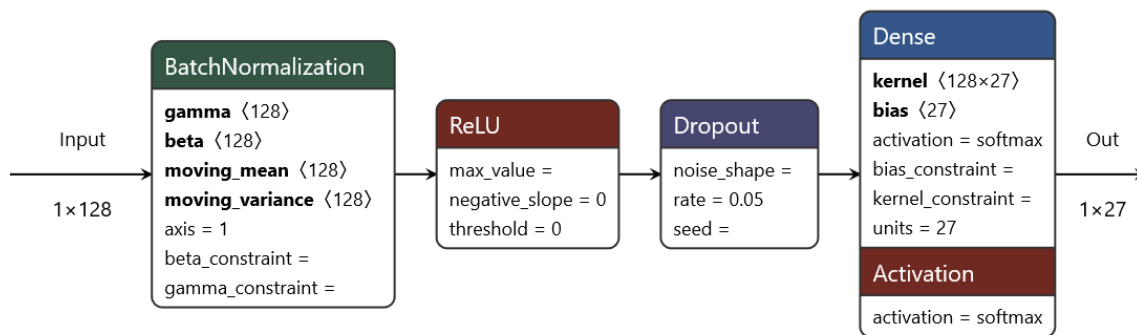 Input
1×128
BatchNormalization
gamma 〈128〉
beta 〈128〉
moving_mean 〈128〉
moving_variance 〈128〉
axis = 1
beta_constraint =
gamma_constraint =
ReLU
max_value =
negative_slope = 0
threshold = 0
Dropout
noise_shape =
rate = 0.05
seed =
Dense
kernel 〈128×27〉
bias 〈27〉
activation = softmax
bias_constraint =
kernel_constraint =
units = 27
Activation
activation = softmax
Out
1×27